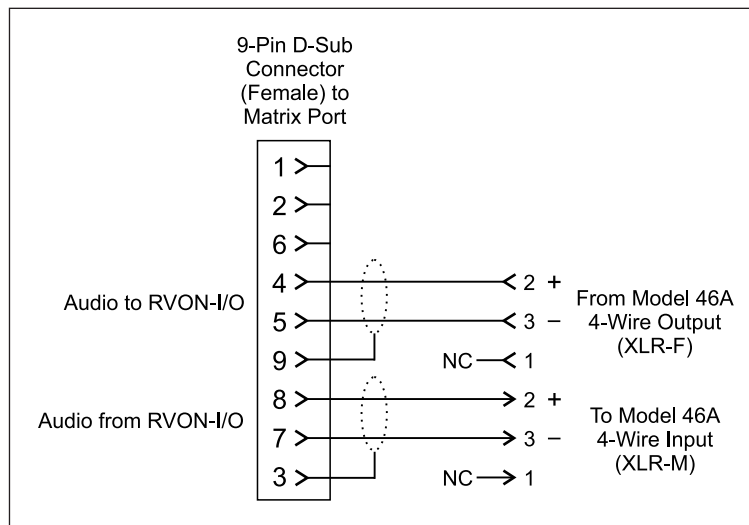 9-Pin D-Sub
Connector
(Female) to
Matrix Port
1
2
6
4
5
9
8
7
3
Audio to RVON-I/O
Audio from RVON-I/O
2 +
3 –
NC 1
From Model 46A
4-Wire Output
(XLR-F)
2 +
3 –
NC 1
To Model 46A
4-Wire Input
(XLR-M)